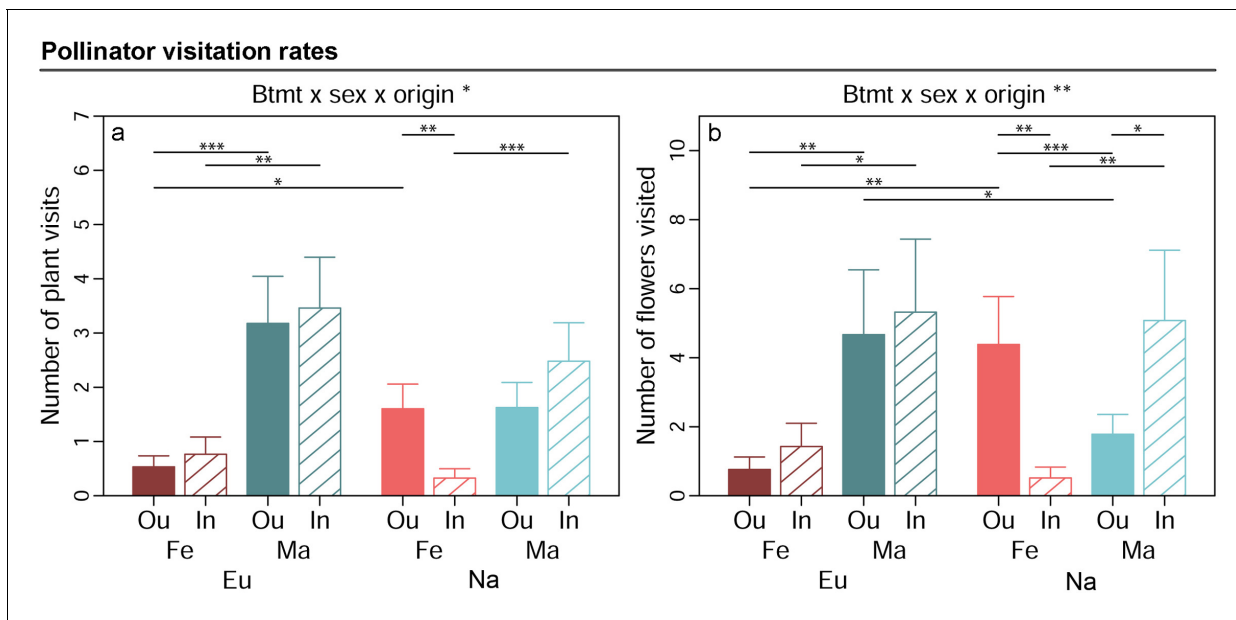 Pollinator visitation rates
Btmt x sex x origin *
a
Number of plant visits
7
6
5
4
3
2
1
0
***
**
*
**
***
Ou In Ou In Ou In Ou In
Fe Ma Fe Ma
Eu Na
Btmt x sex x origin **
b
Number of flowers visited
10
8
6
4
2
0
**
*
**
*
**
***
*
**
Ou In Ou In Ou In Ou In
Fe Ma Fe Ma
Eu Na